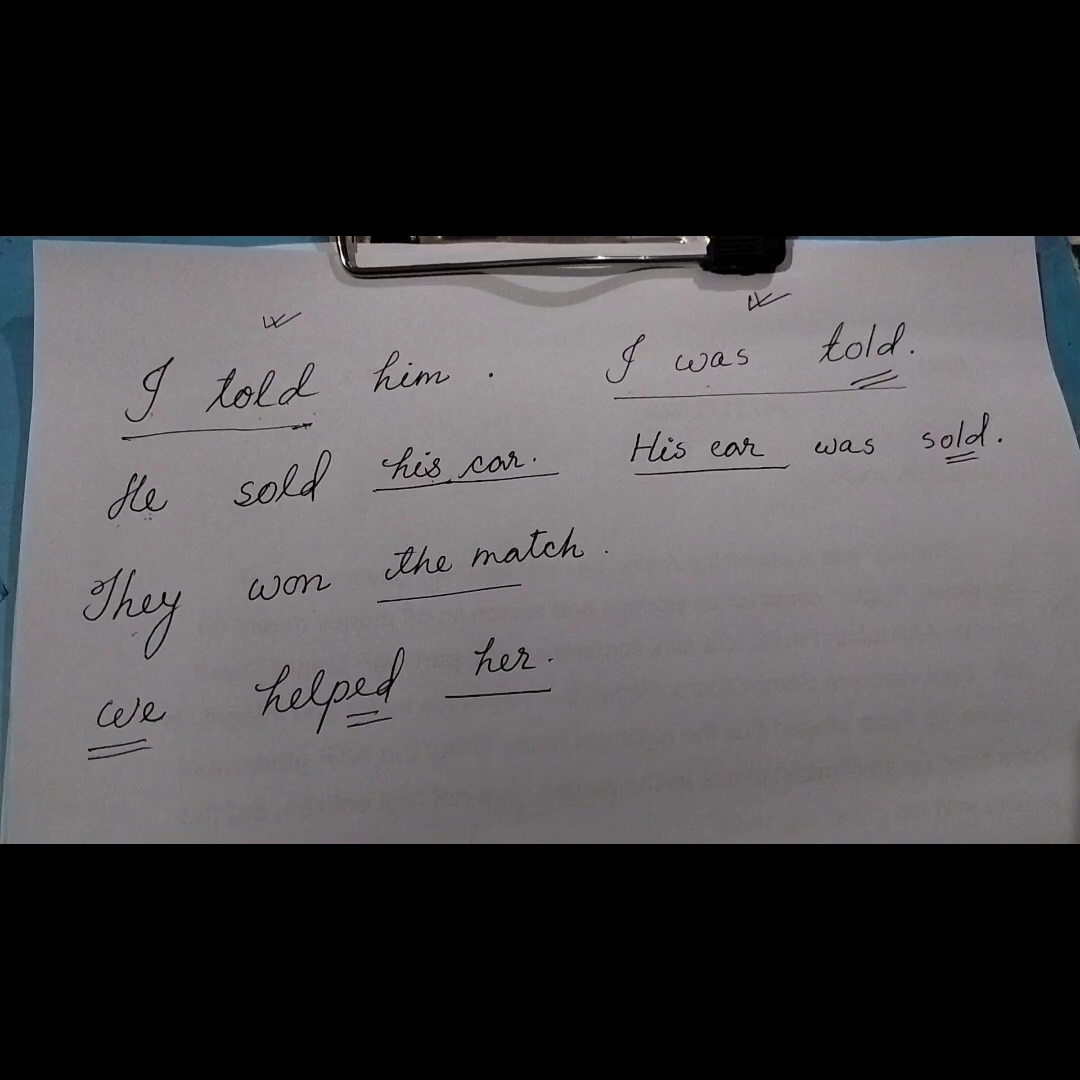 I told him. I was told.
He sold his car. His car was sold.
They won the match.
we helped her.